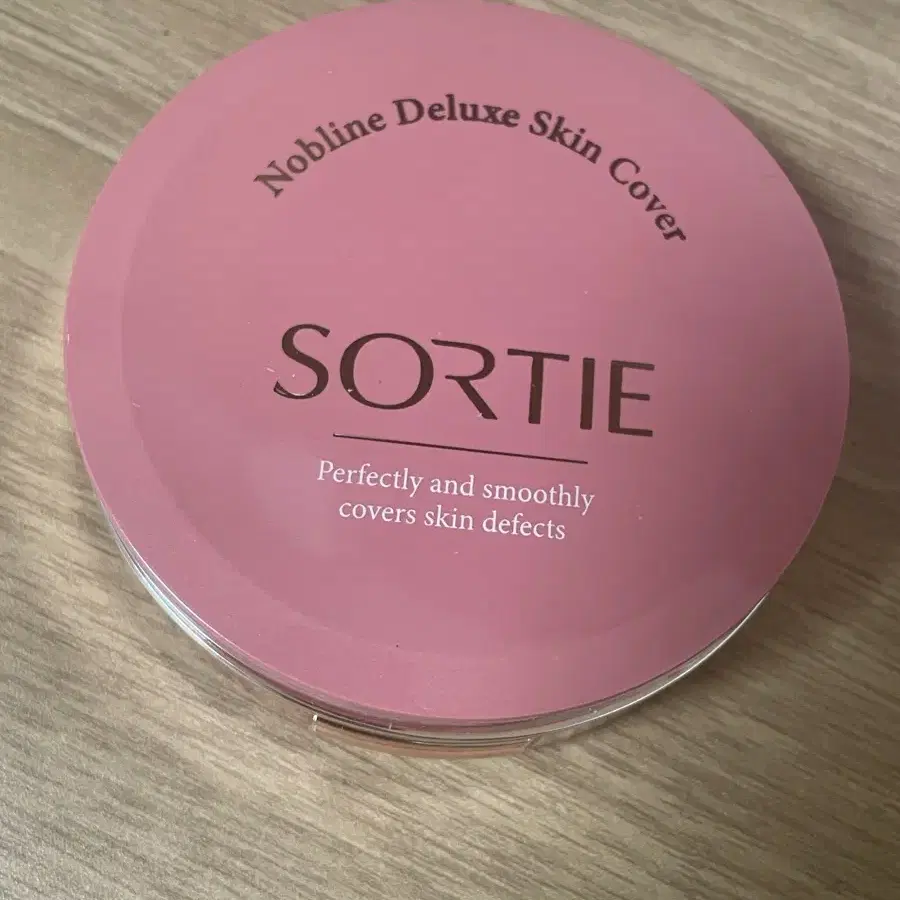 Nobline Deluxe Skin Cover
SORTIE
Perfectly and smoothly
covers skin defects